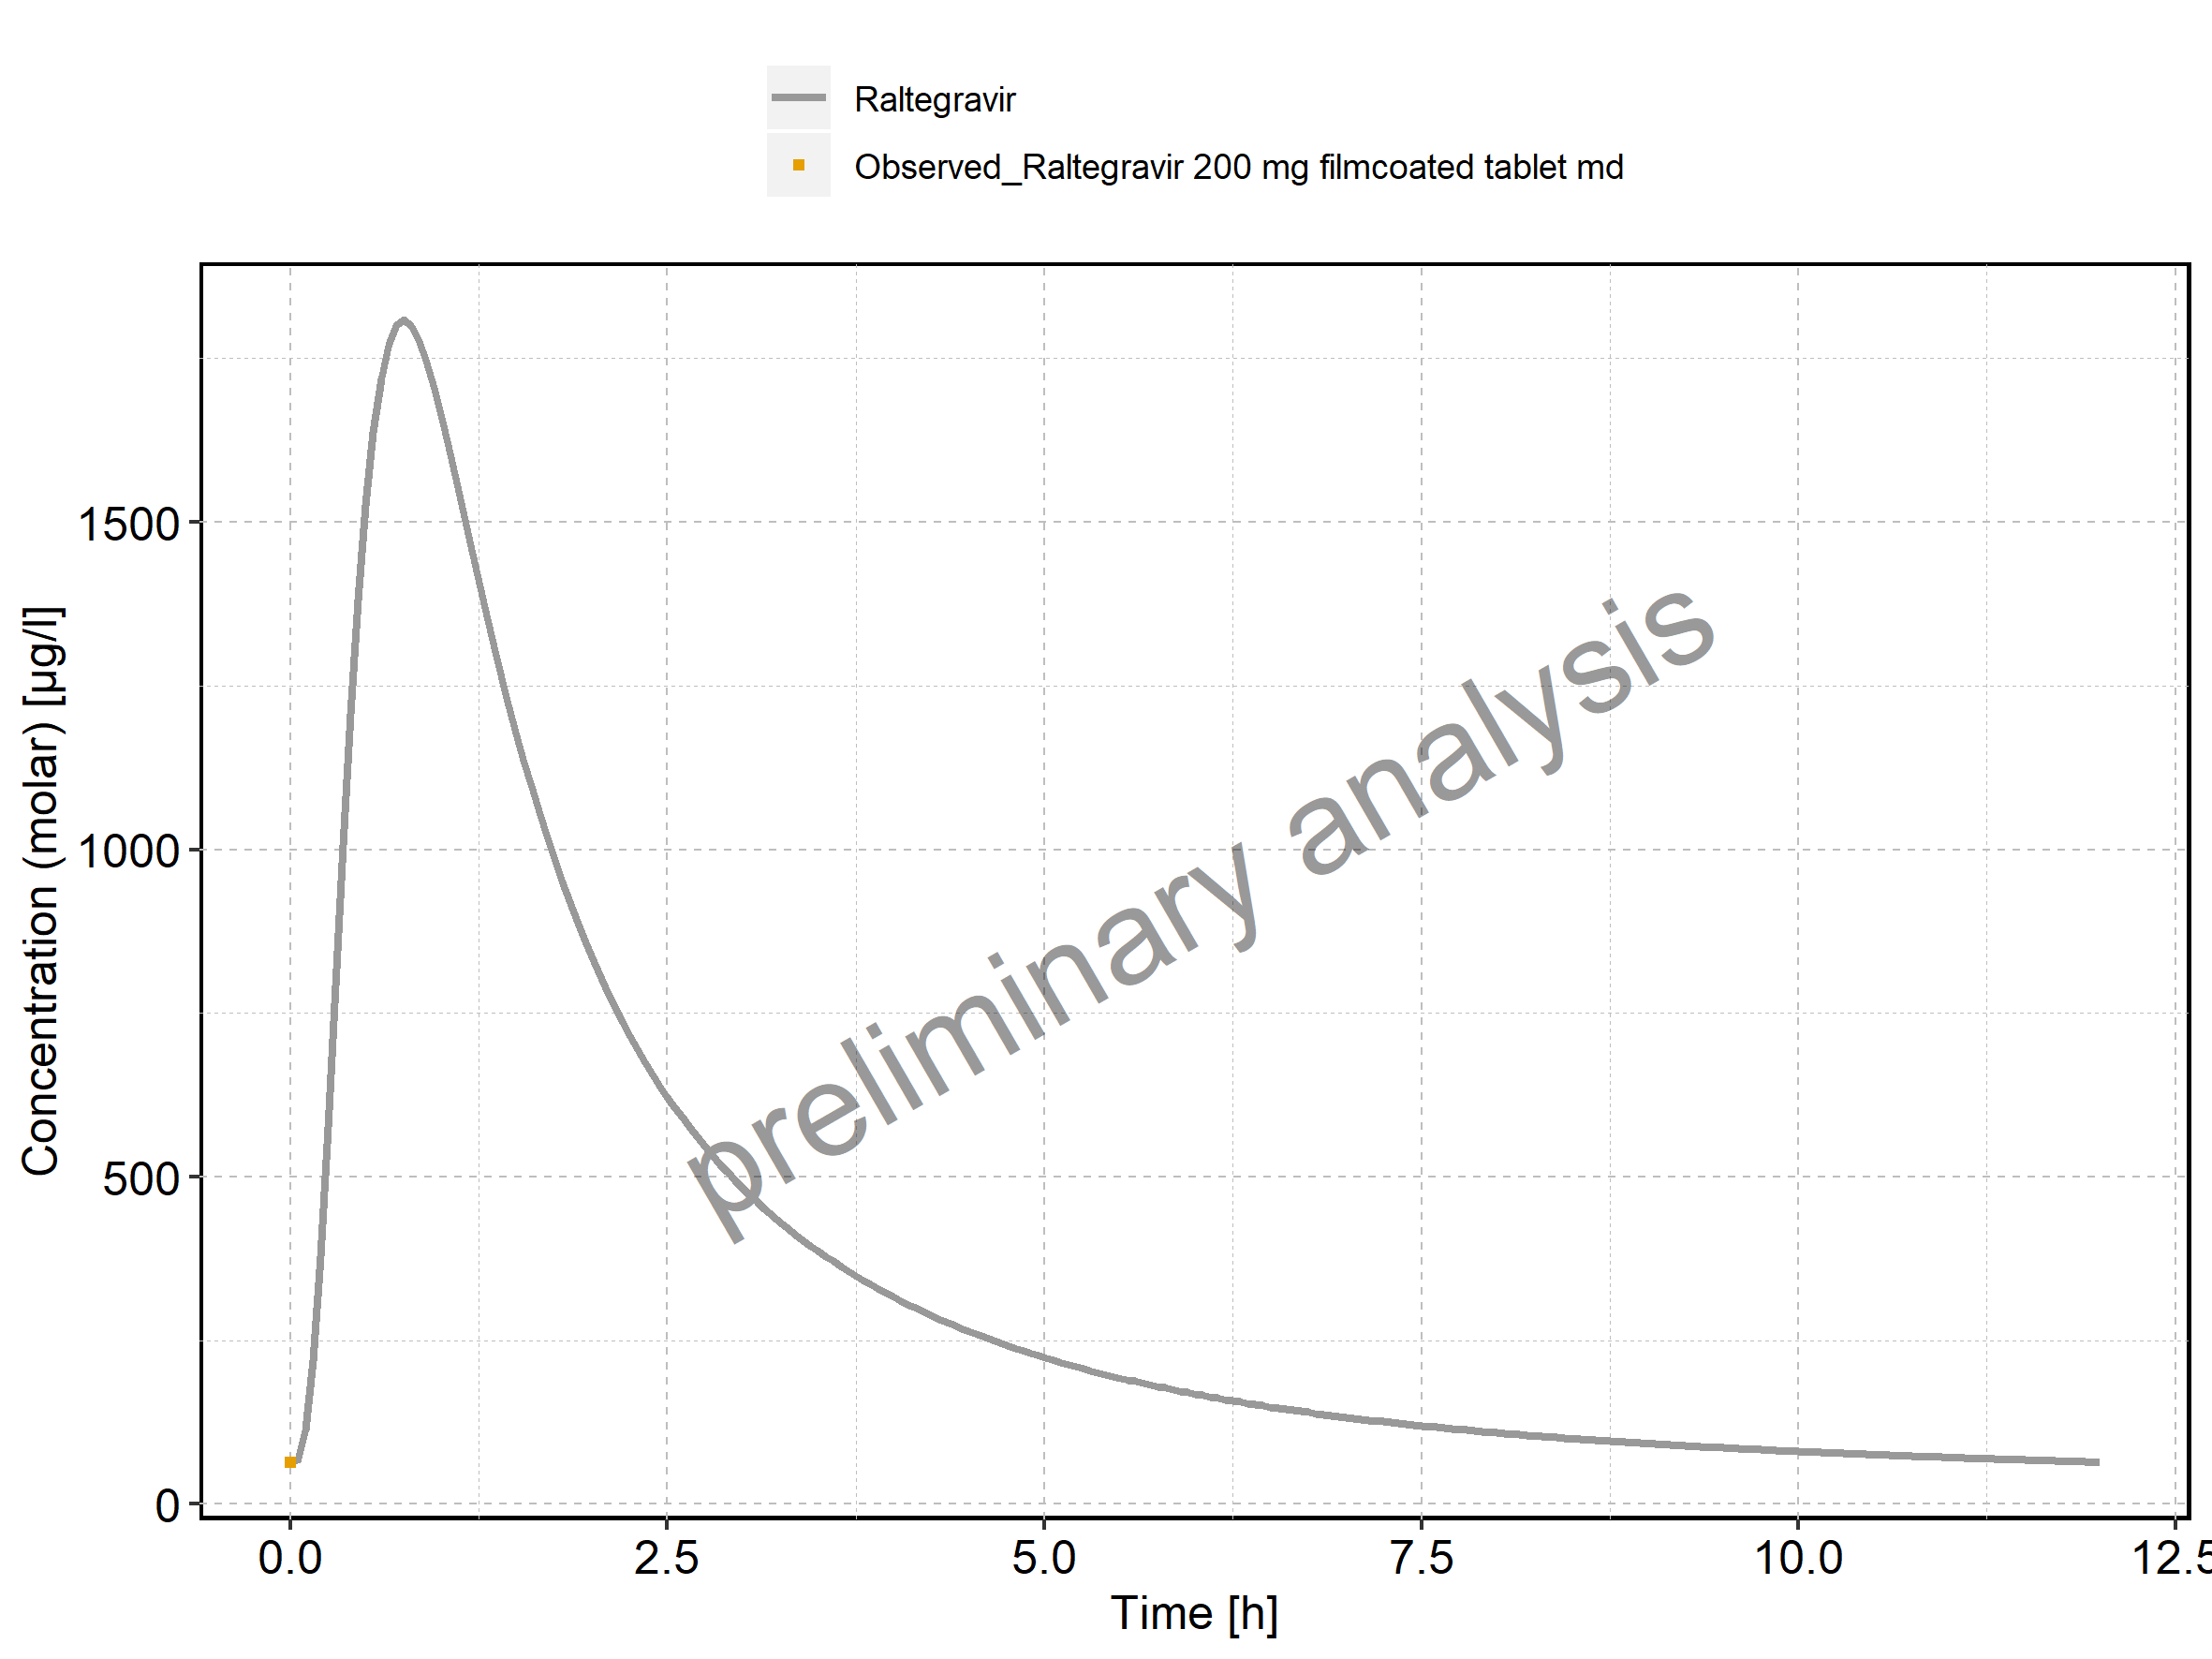 Raltegravir
Observed_Raltegravir 200 mg filmcoated tablet md
Concentration (molar) [µg/l]
1500
1000
500
0
preliminary analysis
0.0 2.5 5.0 7.5 10.0 12.5
Time [h]